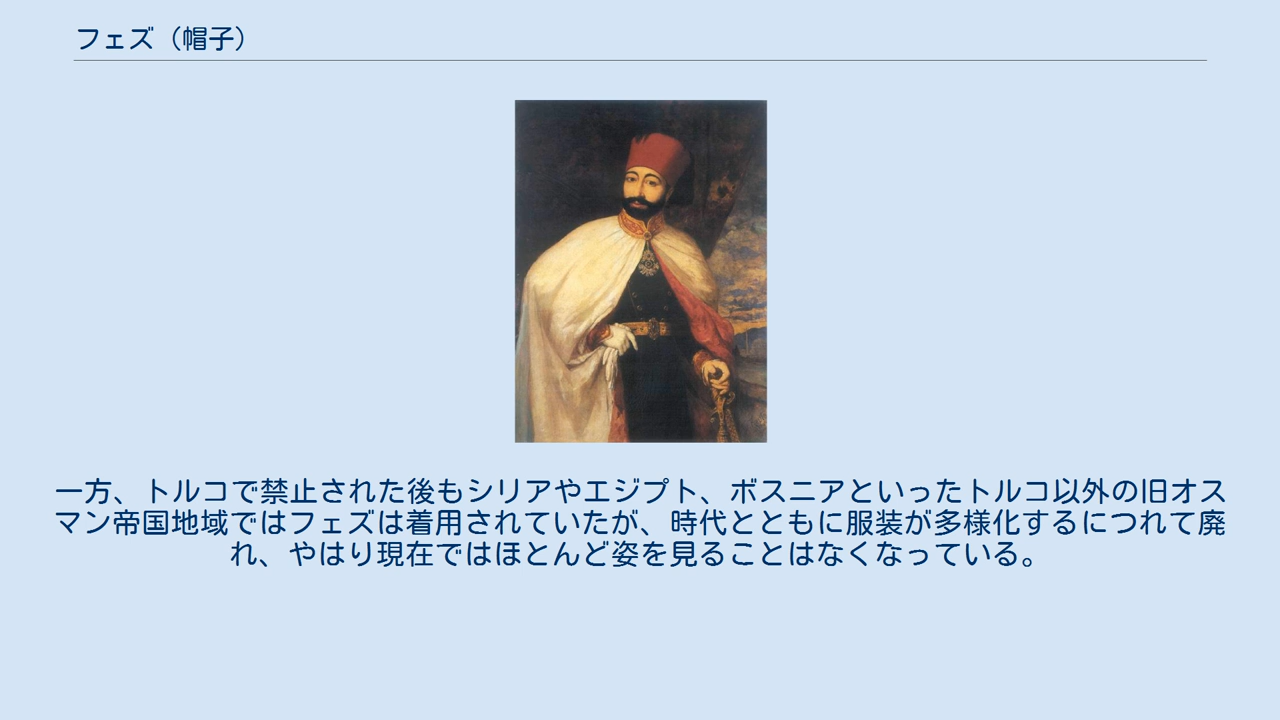 フェズ（帽子）
一方、トルコで禁止された後もシリアやエジプト、ボスニアといったトルコ以外の旧オス
マン帝国地域ではフェズは着用されていたが、時代とともに服装が多様化するにつれて廃
れ、やはり現在ではほとんど姿を見ることはなくなっている。